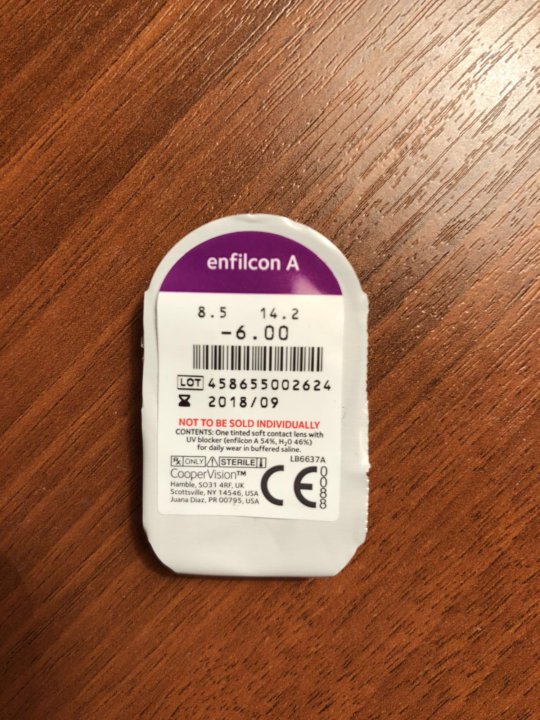 enfilcon A
8.5 14.2
-6.00
LOT 458655002624
2018/09
NOT TO BE SOLD INDIVIDUALLY
CONTENTS: One tinted soft contact lens with
UV blocker (enfilcon A 54%, H₂0 46%)
for daily wear in buffered saline.
LB6637A
Rx ONLY STERILE
CooperVision™
Hamble, SO31 4RF, UK
Scottsville, NY 14546, USA
Juana Diaz, PR 00795, USA
CE 0088